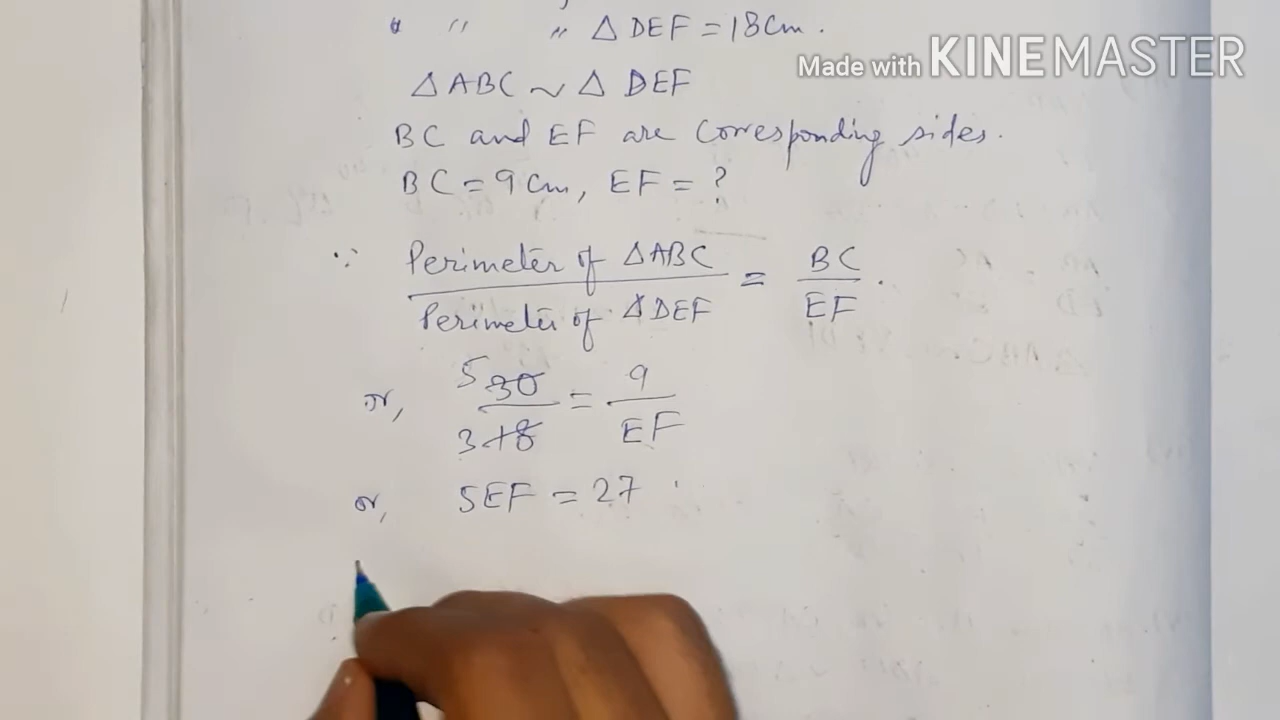 " " " △ DEF = 18cm.
Made with KINEMASTER
△ ABC ~ △ DEF
BC and EF are corresponding sides.
BC = 9 cm, EF = ?
∵ Perimeter of △ABC / Perimeter of △DEF = BC / EF.
or, 5 30 / 3 18 = 9 / EF
or, 5EF = 27